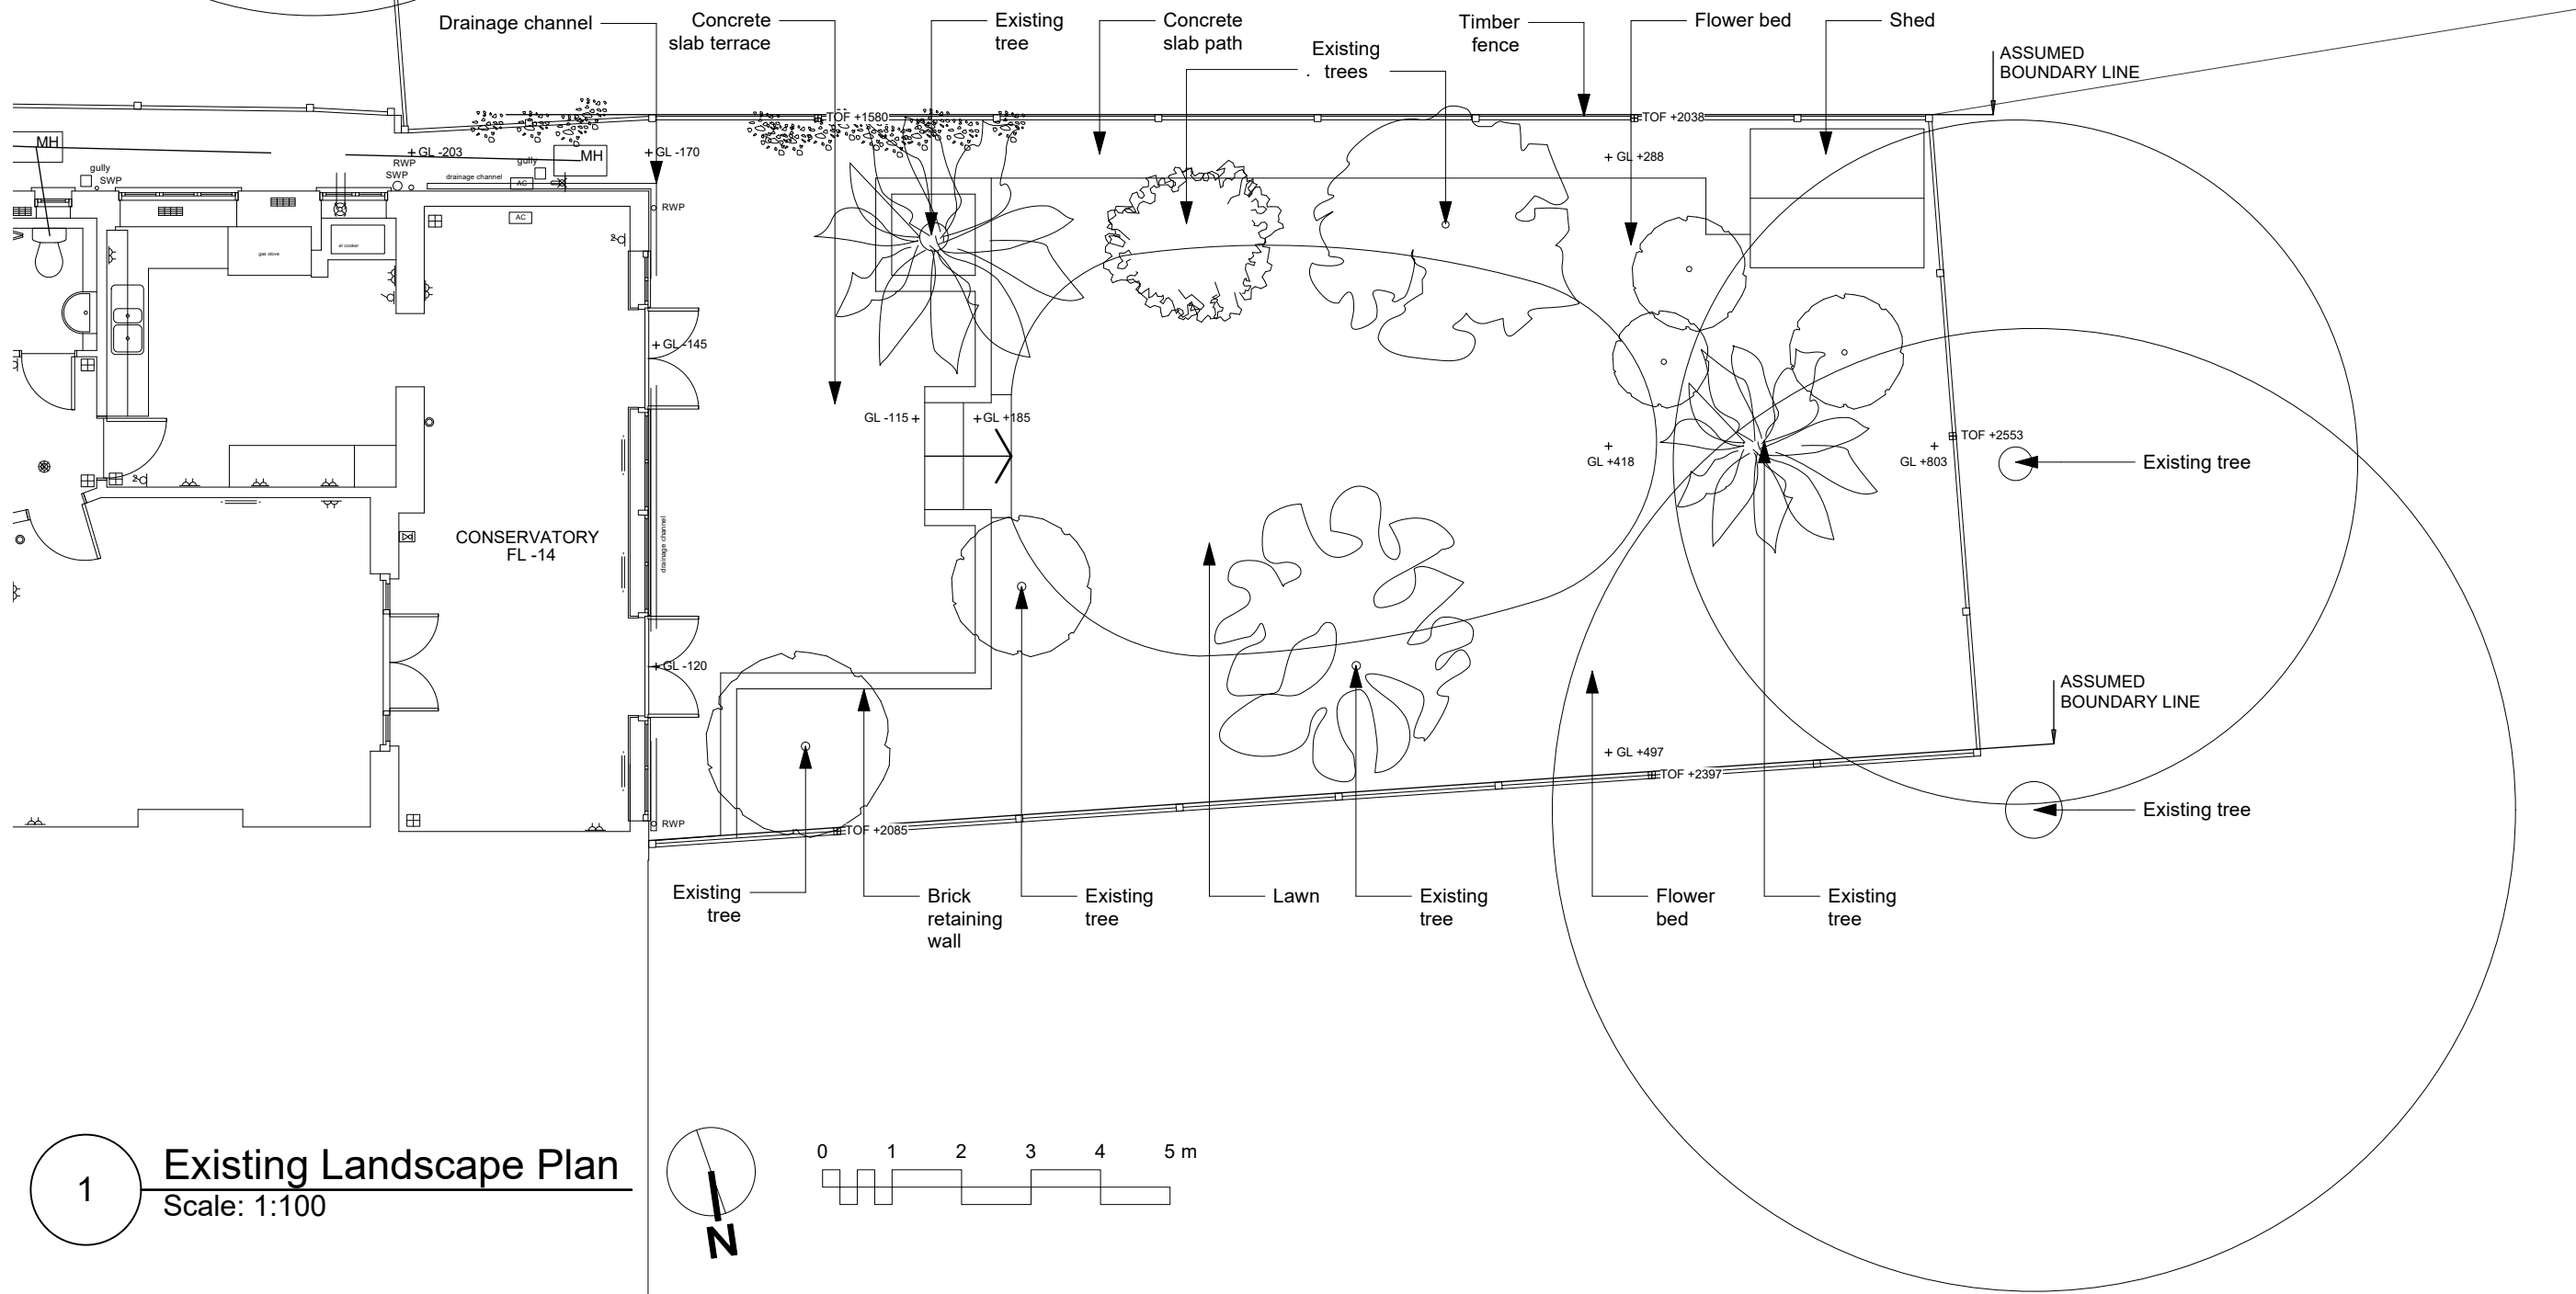 Drainage channel
Concrete
slab terrace
Existing
tree
Concrete
slab path
Existing
trees
Timber
fence
Flower bed
Shed
ASSUMED
BOUNDARY LINE
TOF +1580
TOF +2038
MH
gully
SWP
GL -203
RWP
SWP
drainage channel
gully
AC
MH
GL -170
GL +288
RWP
AC
gas stove
el cooker
GL -145
GL -115
GL +185
GL +418
GL +803
TOF +2553
Existing tree
CONSERVATORY
FL -14
drainage channel
GL -120
ASSUMED
BOUNDARY LINE
GL +497
TOF +2397
Existing tree
RWP
TOF +2085
Existing
tree
Brick
retaining
wall
Existing
tree
Lawn
Existing
tree
Flower
bed
Existing
tree
1
Existing Landscape Plan
Scale: 1:100
N
0 1 2 3 4 5 m